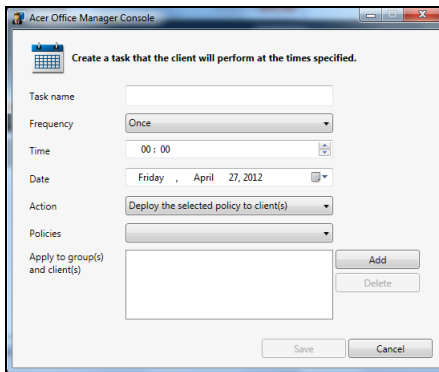 Acer Office Manager Console
Create a task that the client will perform at the times specified.
Task name
Frequency Once
Time 00 : 00
Date Friday , April 27, 2012
Action Deploy the selected policy to client(s)
Policies
Apply to group(s) Add
and client(s) Delete
Save Cancel